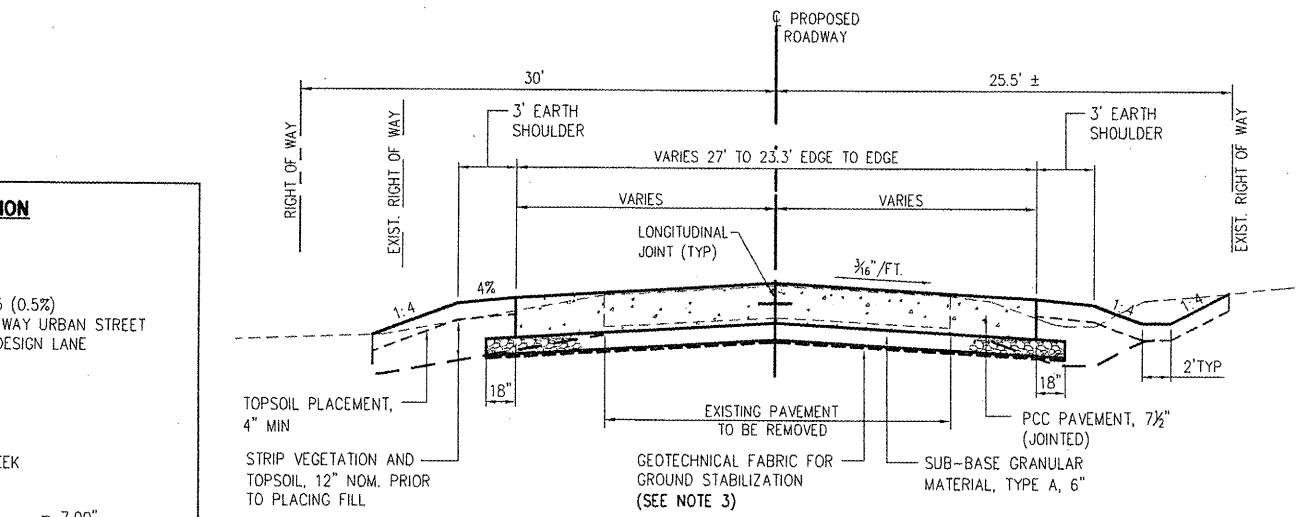 ℄ PROPOSED
ROADWAY
30'
25.5' ±
3' EARTH
SHOULDER
3' EARTH
SHOULDER
RIGHT OF WAY
EXIST. RIGHT OF WAY
EXIST. RIGHT OF WAY
VARIES 27' TO 23.3' EDGE TO EDGE
VARIES
VARIES
LONGITUDINAL
JOINT (TYP)
3/16"/FT.
1:4
4%
1:4
1:4
ION
(0.5%)
WAY URBAN STREET
DESIGN LANE
EEK
= 7.00"
18"
18"
2'TYP
TOPSOIL PLACEMENT,
4" MIN
EXISTING PAVEMENT
TO BE REMOVED
PCC PAVEMENT, 7½"
(JOINTED)
STRIP VEGETATION AND
TOPSOIL, 12" NOM. PRIOR
TO PLACING FILL
GEOTECHNICAL FABRIC FOR
GROUND STABILIZATION
(SEE NOTE 3)
SUB-BASE GRANULAR
MATERIAL, TYPE A, 6"